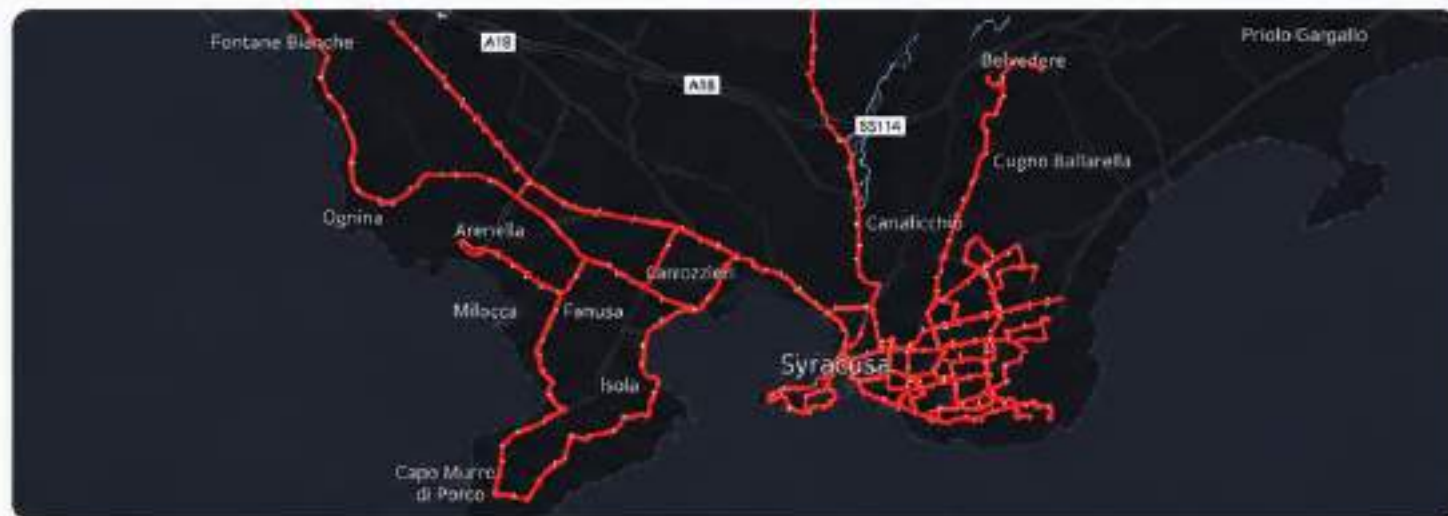 Fontane Bianche
A18
Priolo Gargallo
Belvedere
A18
SS114
Cugno Ballarella
Ognina
Canalicchio
Arenella
Carrozzieri
Milocca
Fanusa
Syracusa
Isola
Capo Murro
di Porco